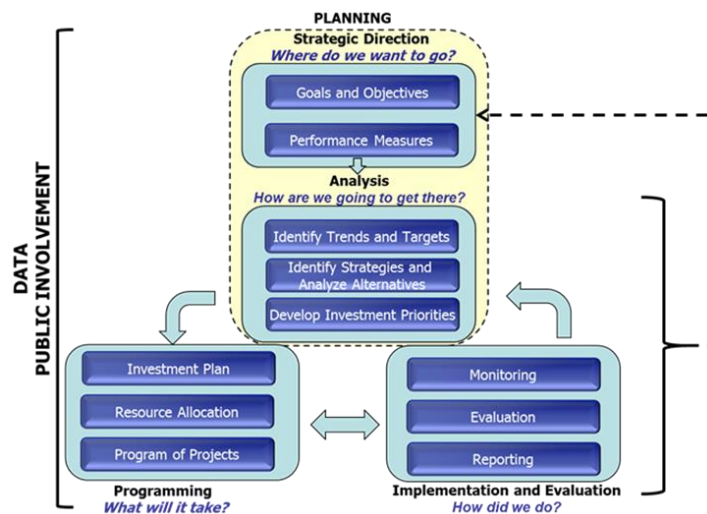 PLANNING
Strategic Direction
Where do we want to go?
Goals and Objectives
Performance Measures
Analysis
How are we going to get there?
Identify Trends and Targets
Identify Strategies and
Analyze Alternatives
Develop Investment Priorities
DATA
PUBLIC INVOLVEMENT
Investment Plan
Resource Allocation
Program of Projects
Programming
What will it take?
Monitoring
Evaluation
Reporting
Implementation and Evaluation
How did we do?